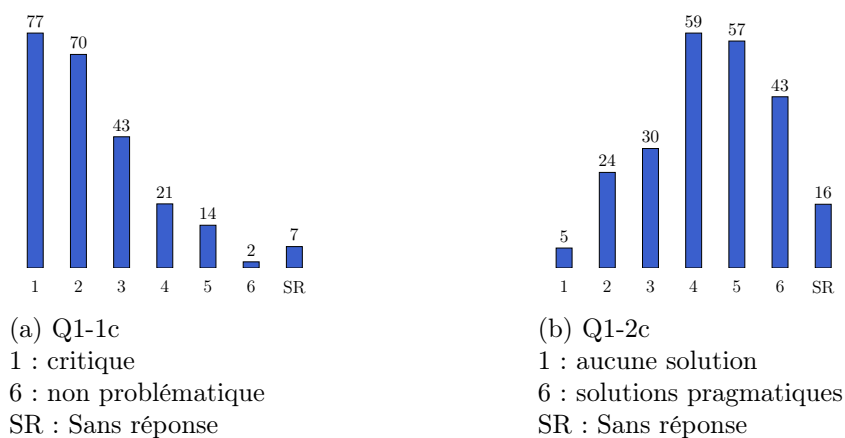 77
70
43
21
14
2
7
1 2 3 4 5 6 SR
(a) Q1-1c
1 : critique
6 : non problématique
SR : Sans réponse
5
24
30
59
57
43
16
1 2 3 4 5 6 SR
(b) Q1-2c
1 : aucune solution
6 : solutions pragmatiques
SR : Sans réponse